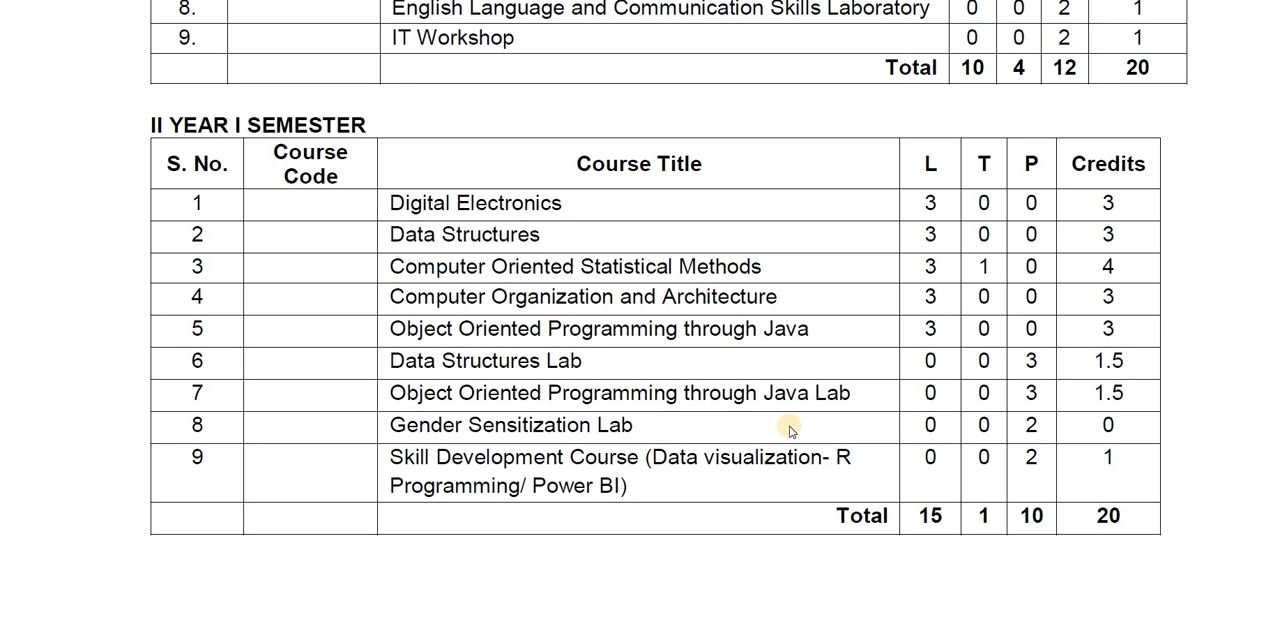 8. English Language and Communication Skills Laboratory 0 0 2 1
9. IT Workshop 0 0 2 1
Total 10 4 12 20
II YEAR I SEMESTER
S. No. Course Code Course Title L T P Credits
1 Digital Electronics 3 0 0 3
2 Data Structures 3 0 0 3
3 Computer Oriented Statistical Methods 3 1 0 4
4 Computer Organization and Architecture 3 0 0 3
5 Object Oriented Programming through Java 3 0 0 3
6 Data Structures Lab 0 0 3 1.5
7 Object Oriented Programming through Java Lab 0 0 3 1.5
8 Gender Sensitization Lab 0 0 2 0
9 Skill Development Course (Data visualization- R 0 0 2 1
Programming/ Power BI)
Total 15 1 10 20